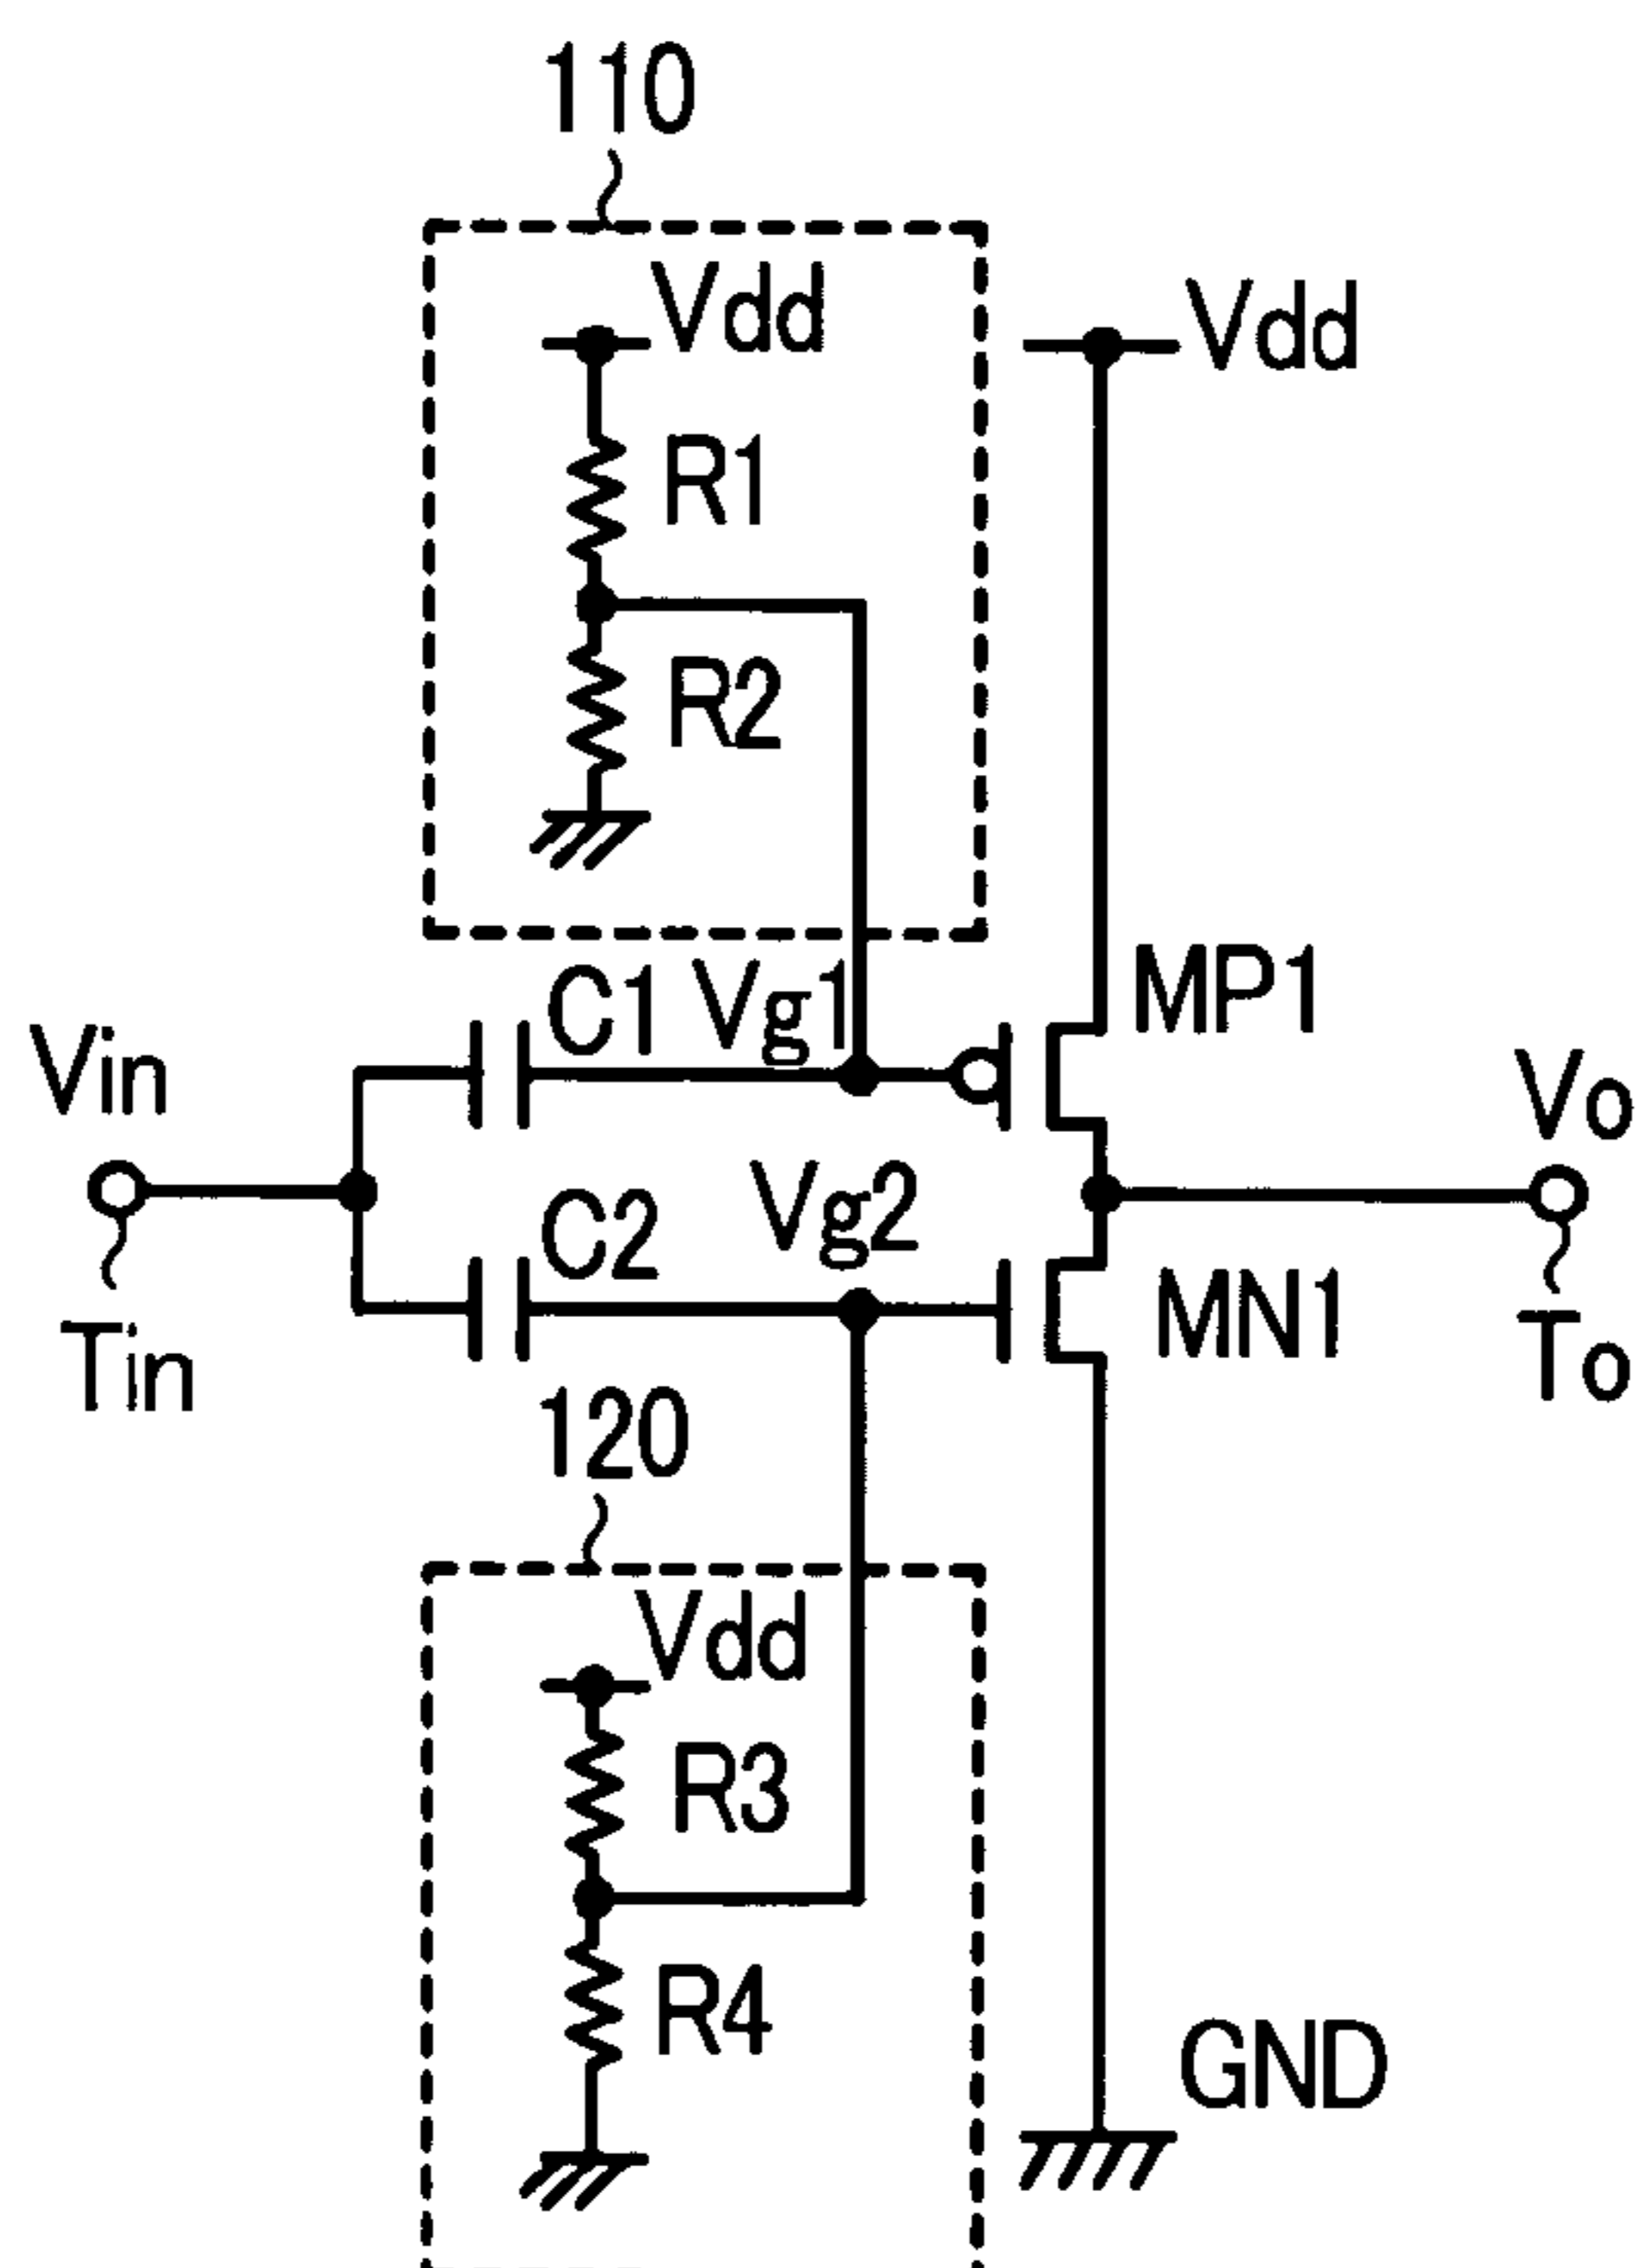 110
Vdd
Vdd
R1
R2
MP1
C1
Vg1
Vin
Vo
Vg2
C2
MN1
Tin
To
120
Vdd
R3
R4
GND